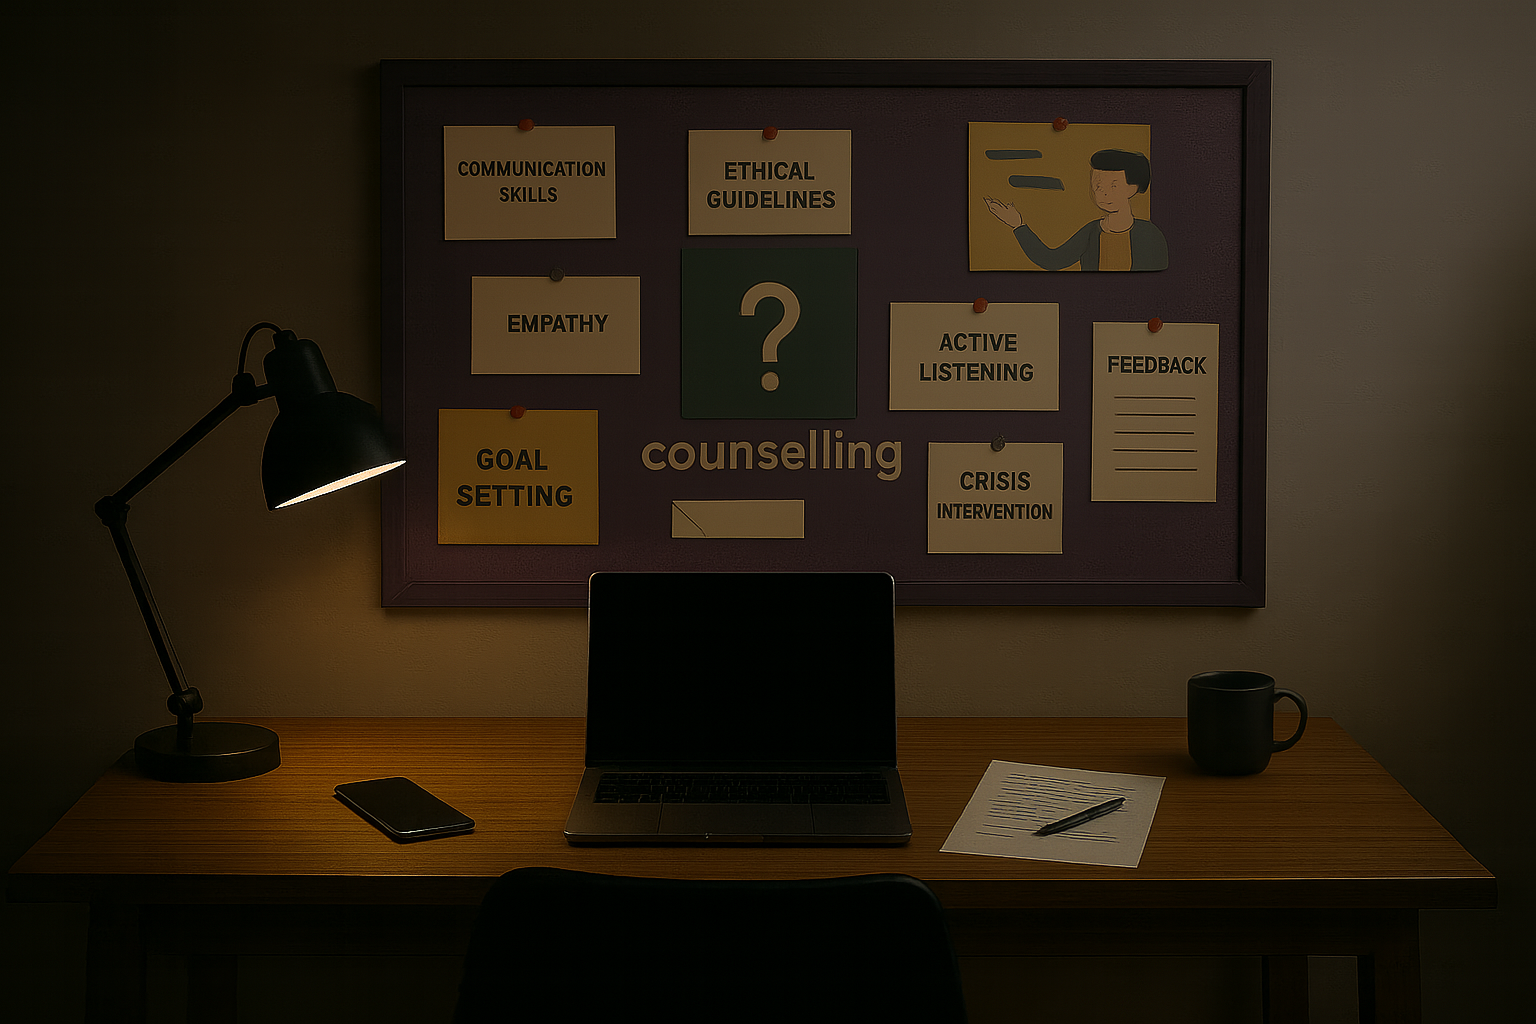 COMMUNICATION
SKILLS
ETHICAL
GUIDELINES
EMPATHY
?
ACTIVE
LISTENING
FEEDBACK
GOAL
SETTING
counselling
CRISIS
INTERVENTION